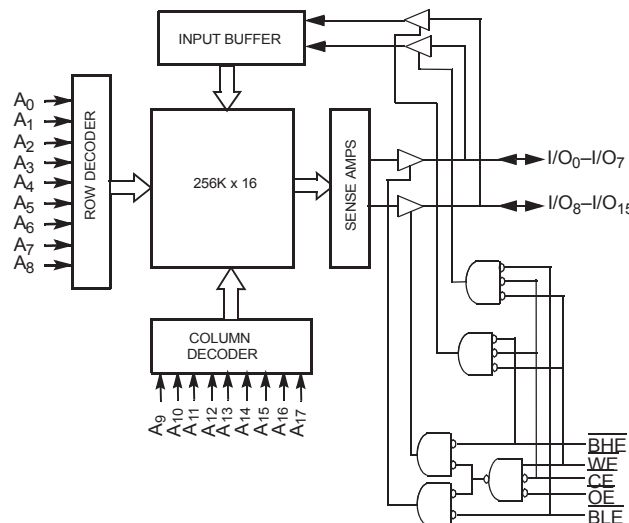 INPUT BUFFER
A0
A1
A2
A3
A4
A5
A6
A7
A8
ROW DECODER
256K x 16
SENSE AMPS
I/O0–I/O7
I/O8–I/O15
COLUMN
DECODER
A9
A10
A11
A12
A13
A14
A15
A16
A17
BHE
WE
CE
OE
BLE